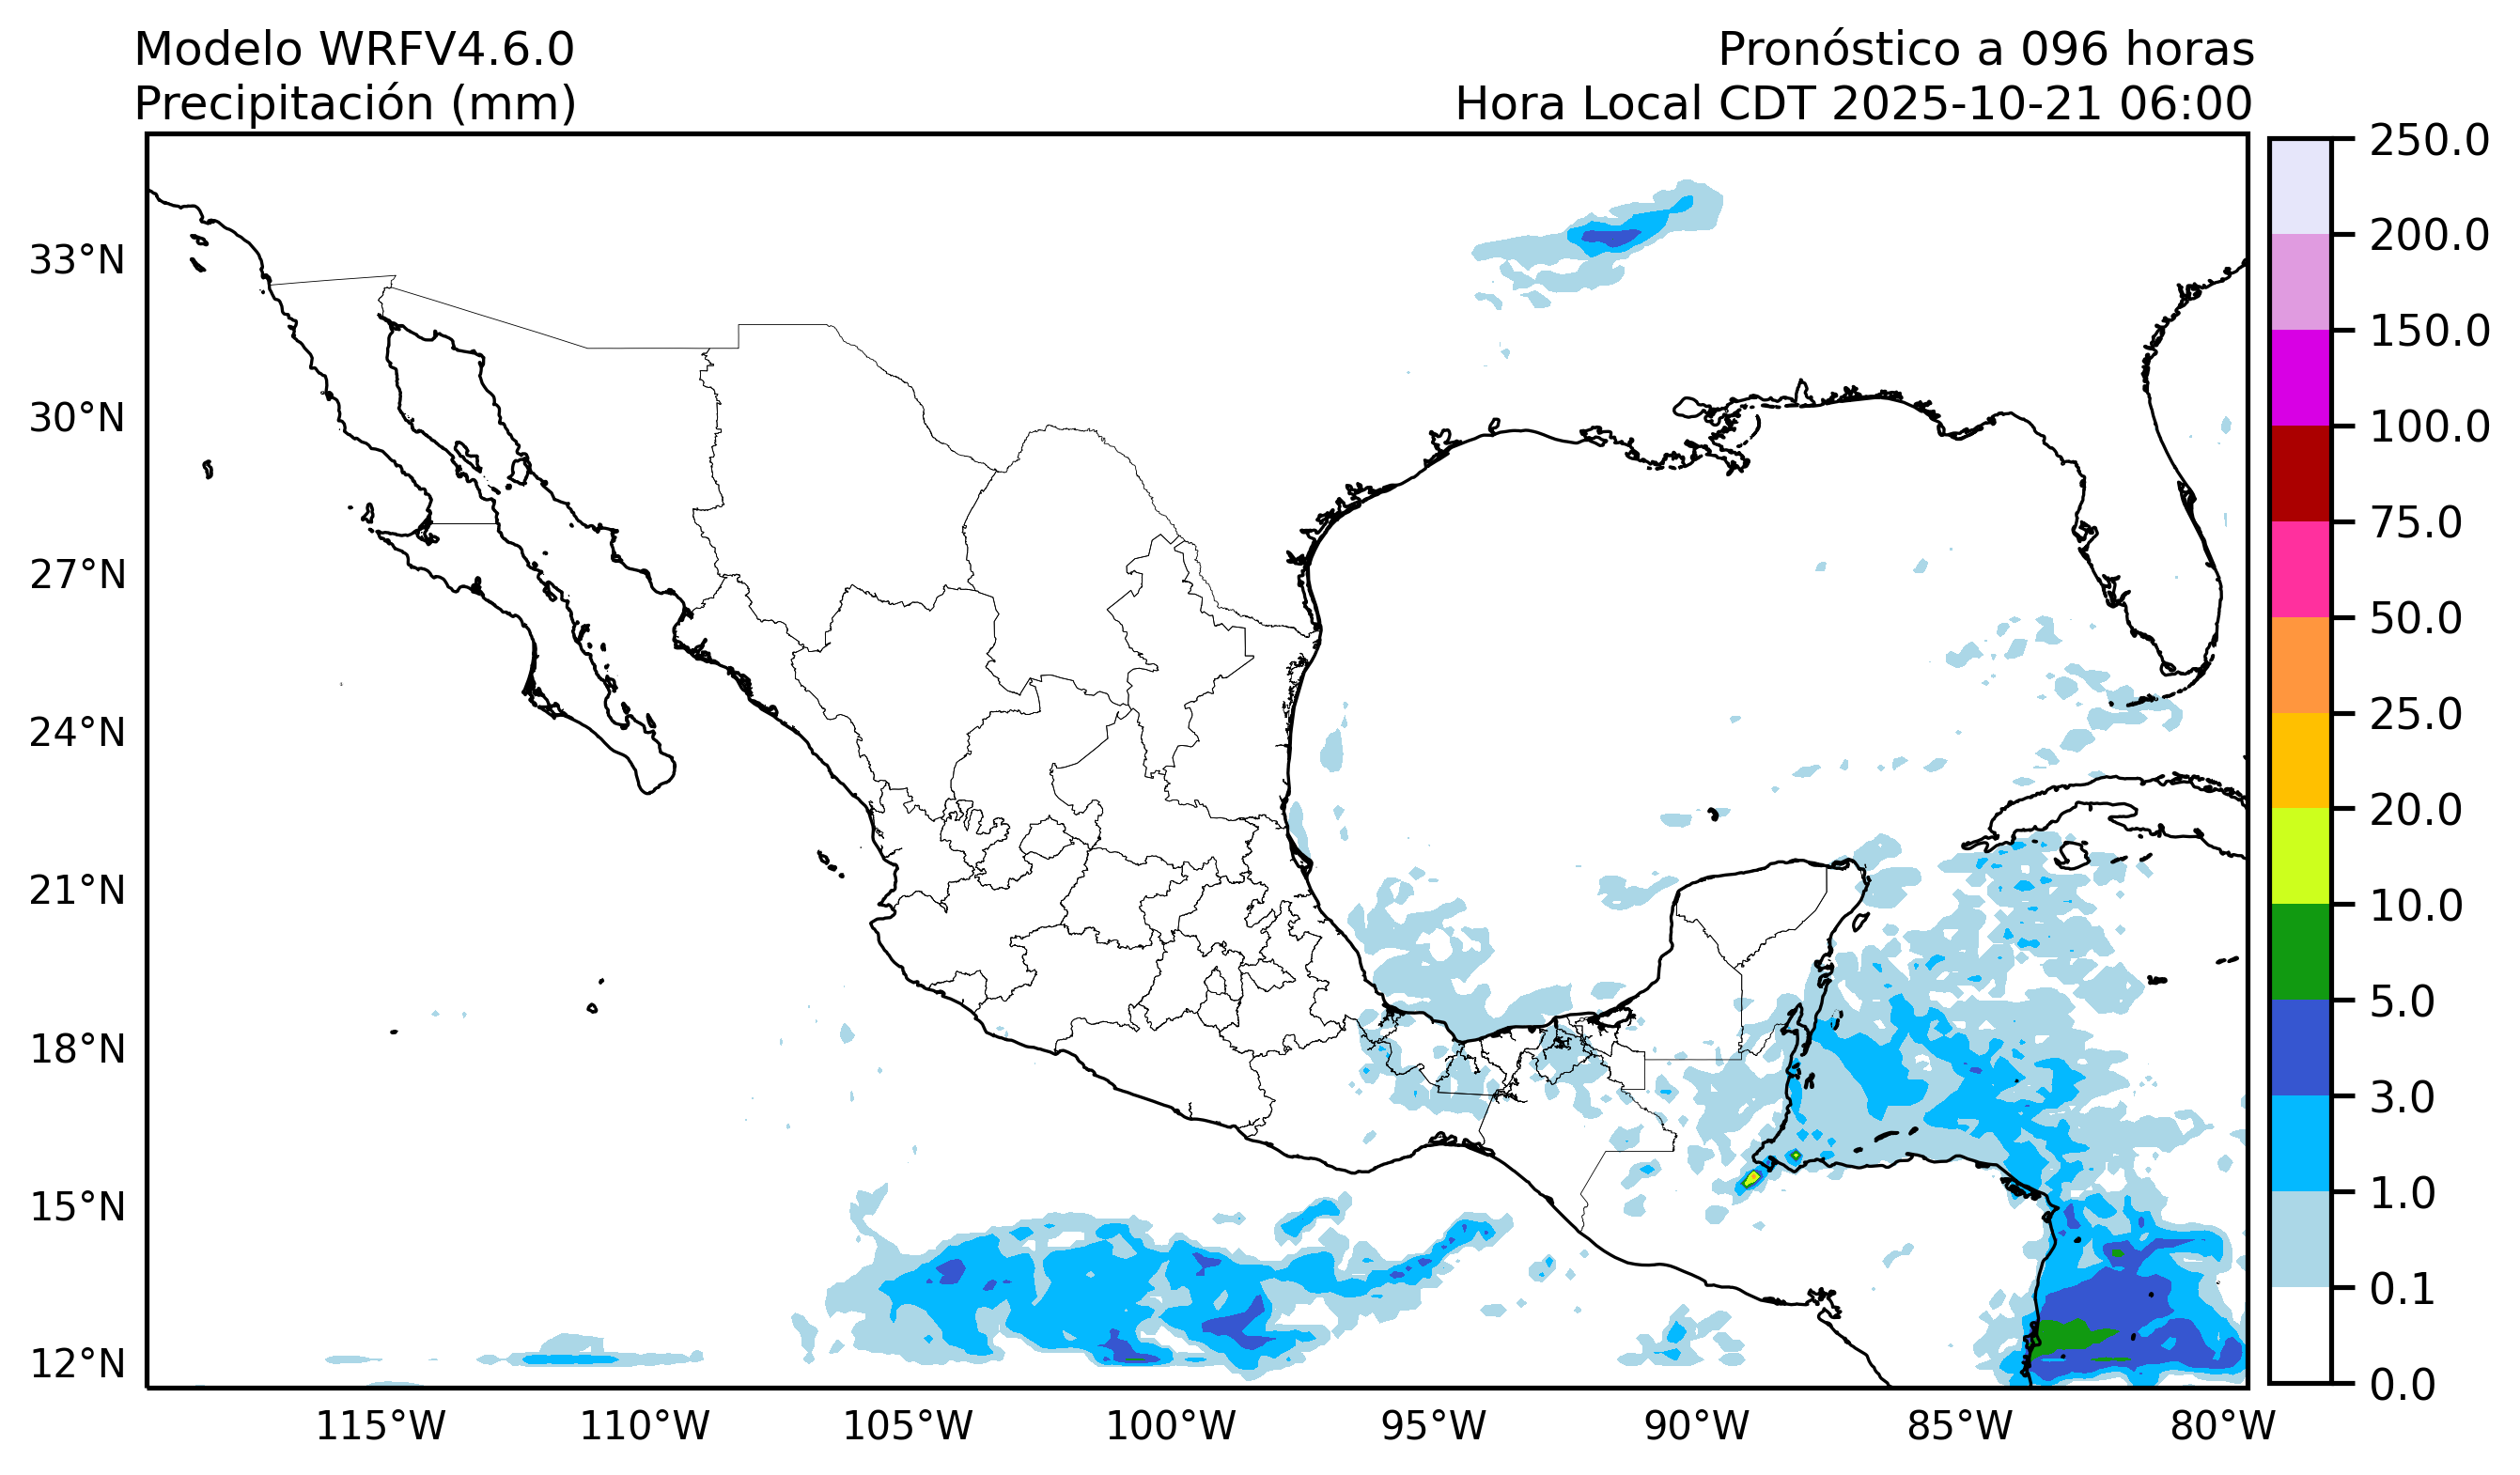 Modelo WRFV4.6.0
Precipitación (mm)
Pronóstico a 096 horas
Hora Local CDT 2025-10-21 06:00
33°N
30°N
27°N
24°N
21°N
18°N
15°N
12°N
115°W
110°W
105°W
100°W
95°W
90°W
85°W
80°W
250.0
200.0
150.0
100.0
75.0
50.0
25.0
20.0
10.0
5.0
3.0
1.0
0.1
0.0